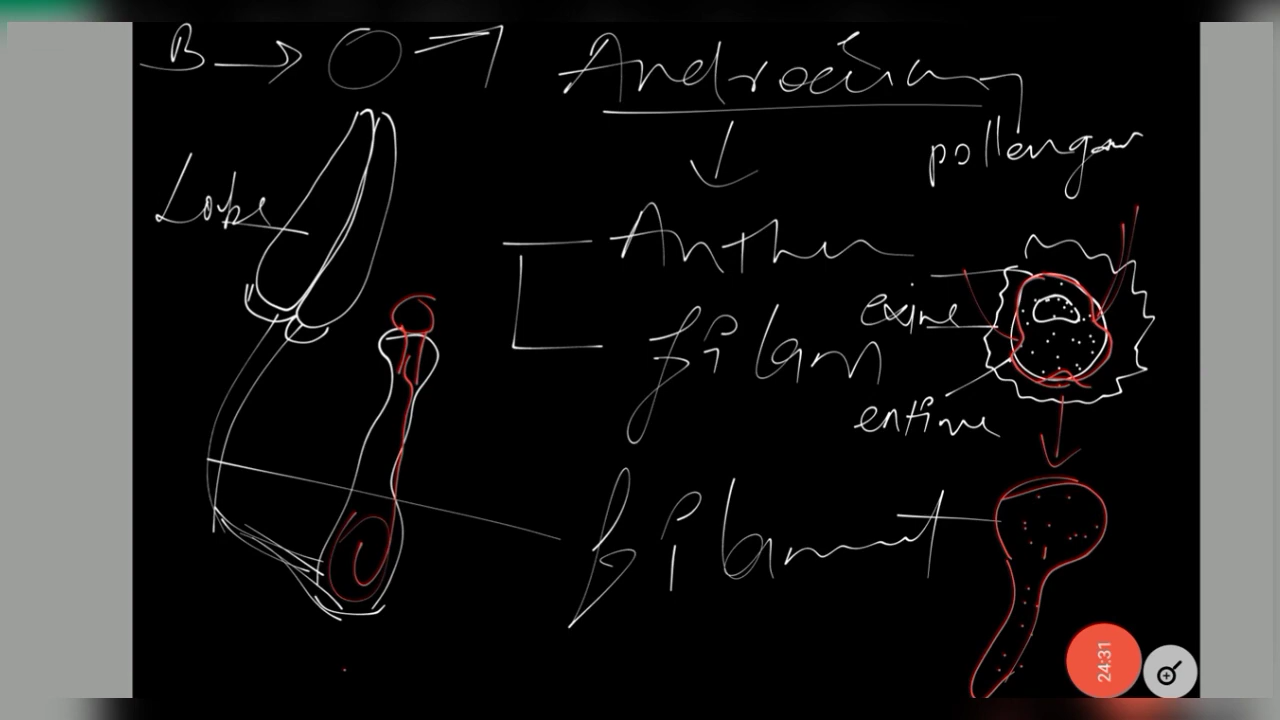 B →
Androecium
pollengar
Lobe
Anther
exine
filam
entine
filament
24:31